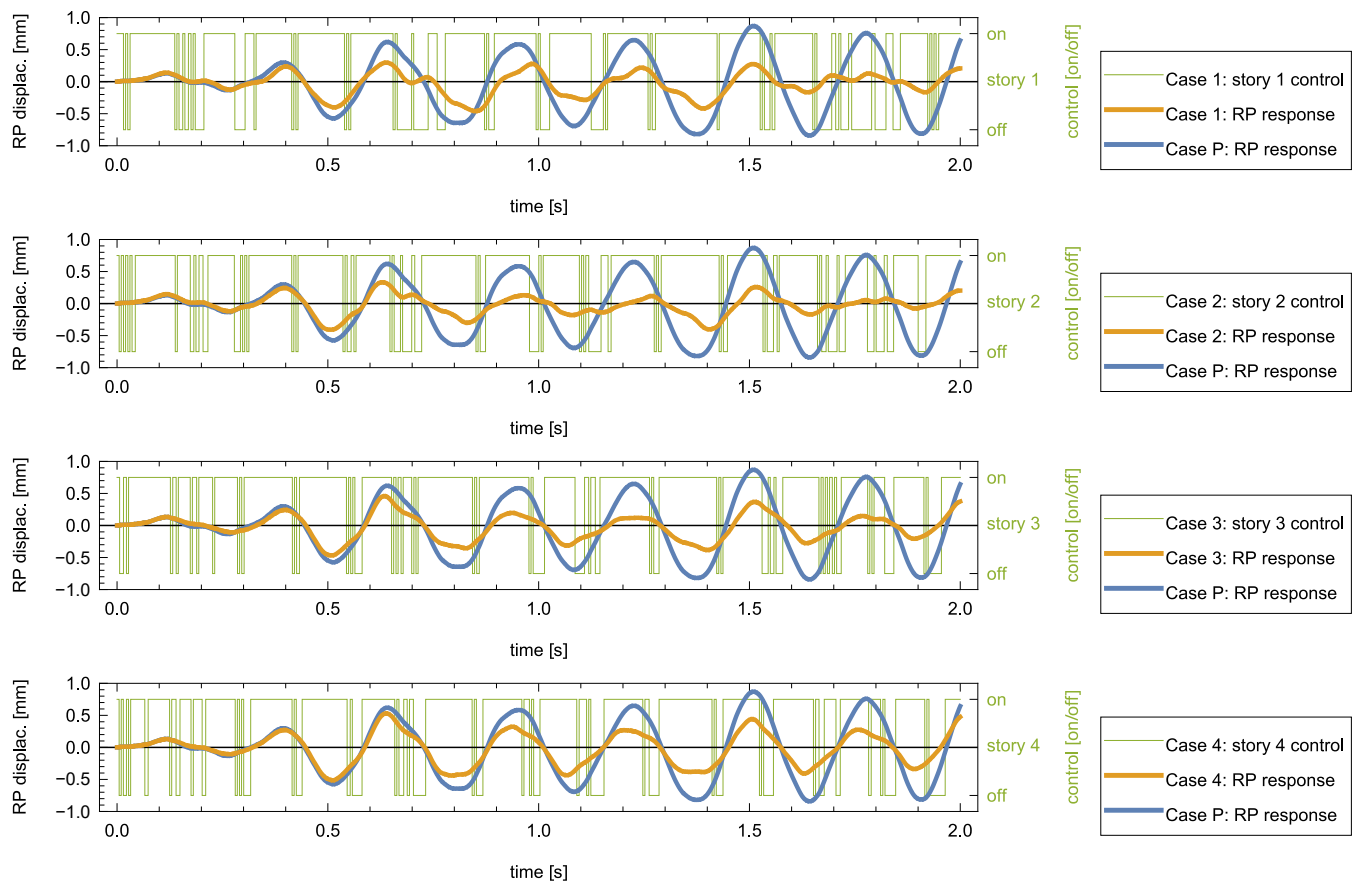 1.0
0.5
0.0
−0.5
−1.0
RP displac. [mm]
on
story 1
off
control [on/off]
0.0 0.5 1.0 1.5 2.0
time [s]
Case 1: story 1 control
Case 1: RP response
Case P: RP response
1.0
0.5
0.0
−0.5
−1.0
RP displac. [mm]
on
story 2
off
control [on/off]
0.0 0.5 1.0 1.5 2.0
time [s]
Case 2: story 2 control
Case 2: RP response
Case P: RP response
1.0
0.5
0.0
−0.5
−1.0
RP displac. [mm]
on
story 3
off
control [on/off]
0.0 0.5 1.0 1.5 2.0
time [s]
Case 3: story 3 control
Case 3: RP response
Case P: RP response
1.0
0.5
0.0
−0.5
−1.0
RP displac. [mm]
on
story 4
off
control [on/off]
0.0 0.5 1.0 1.5 2.0
time [s]
Case 4: story 4 control
Case 4: RP response
Case P: RP response